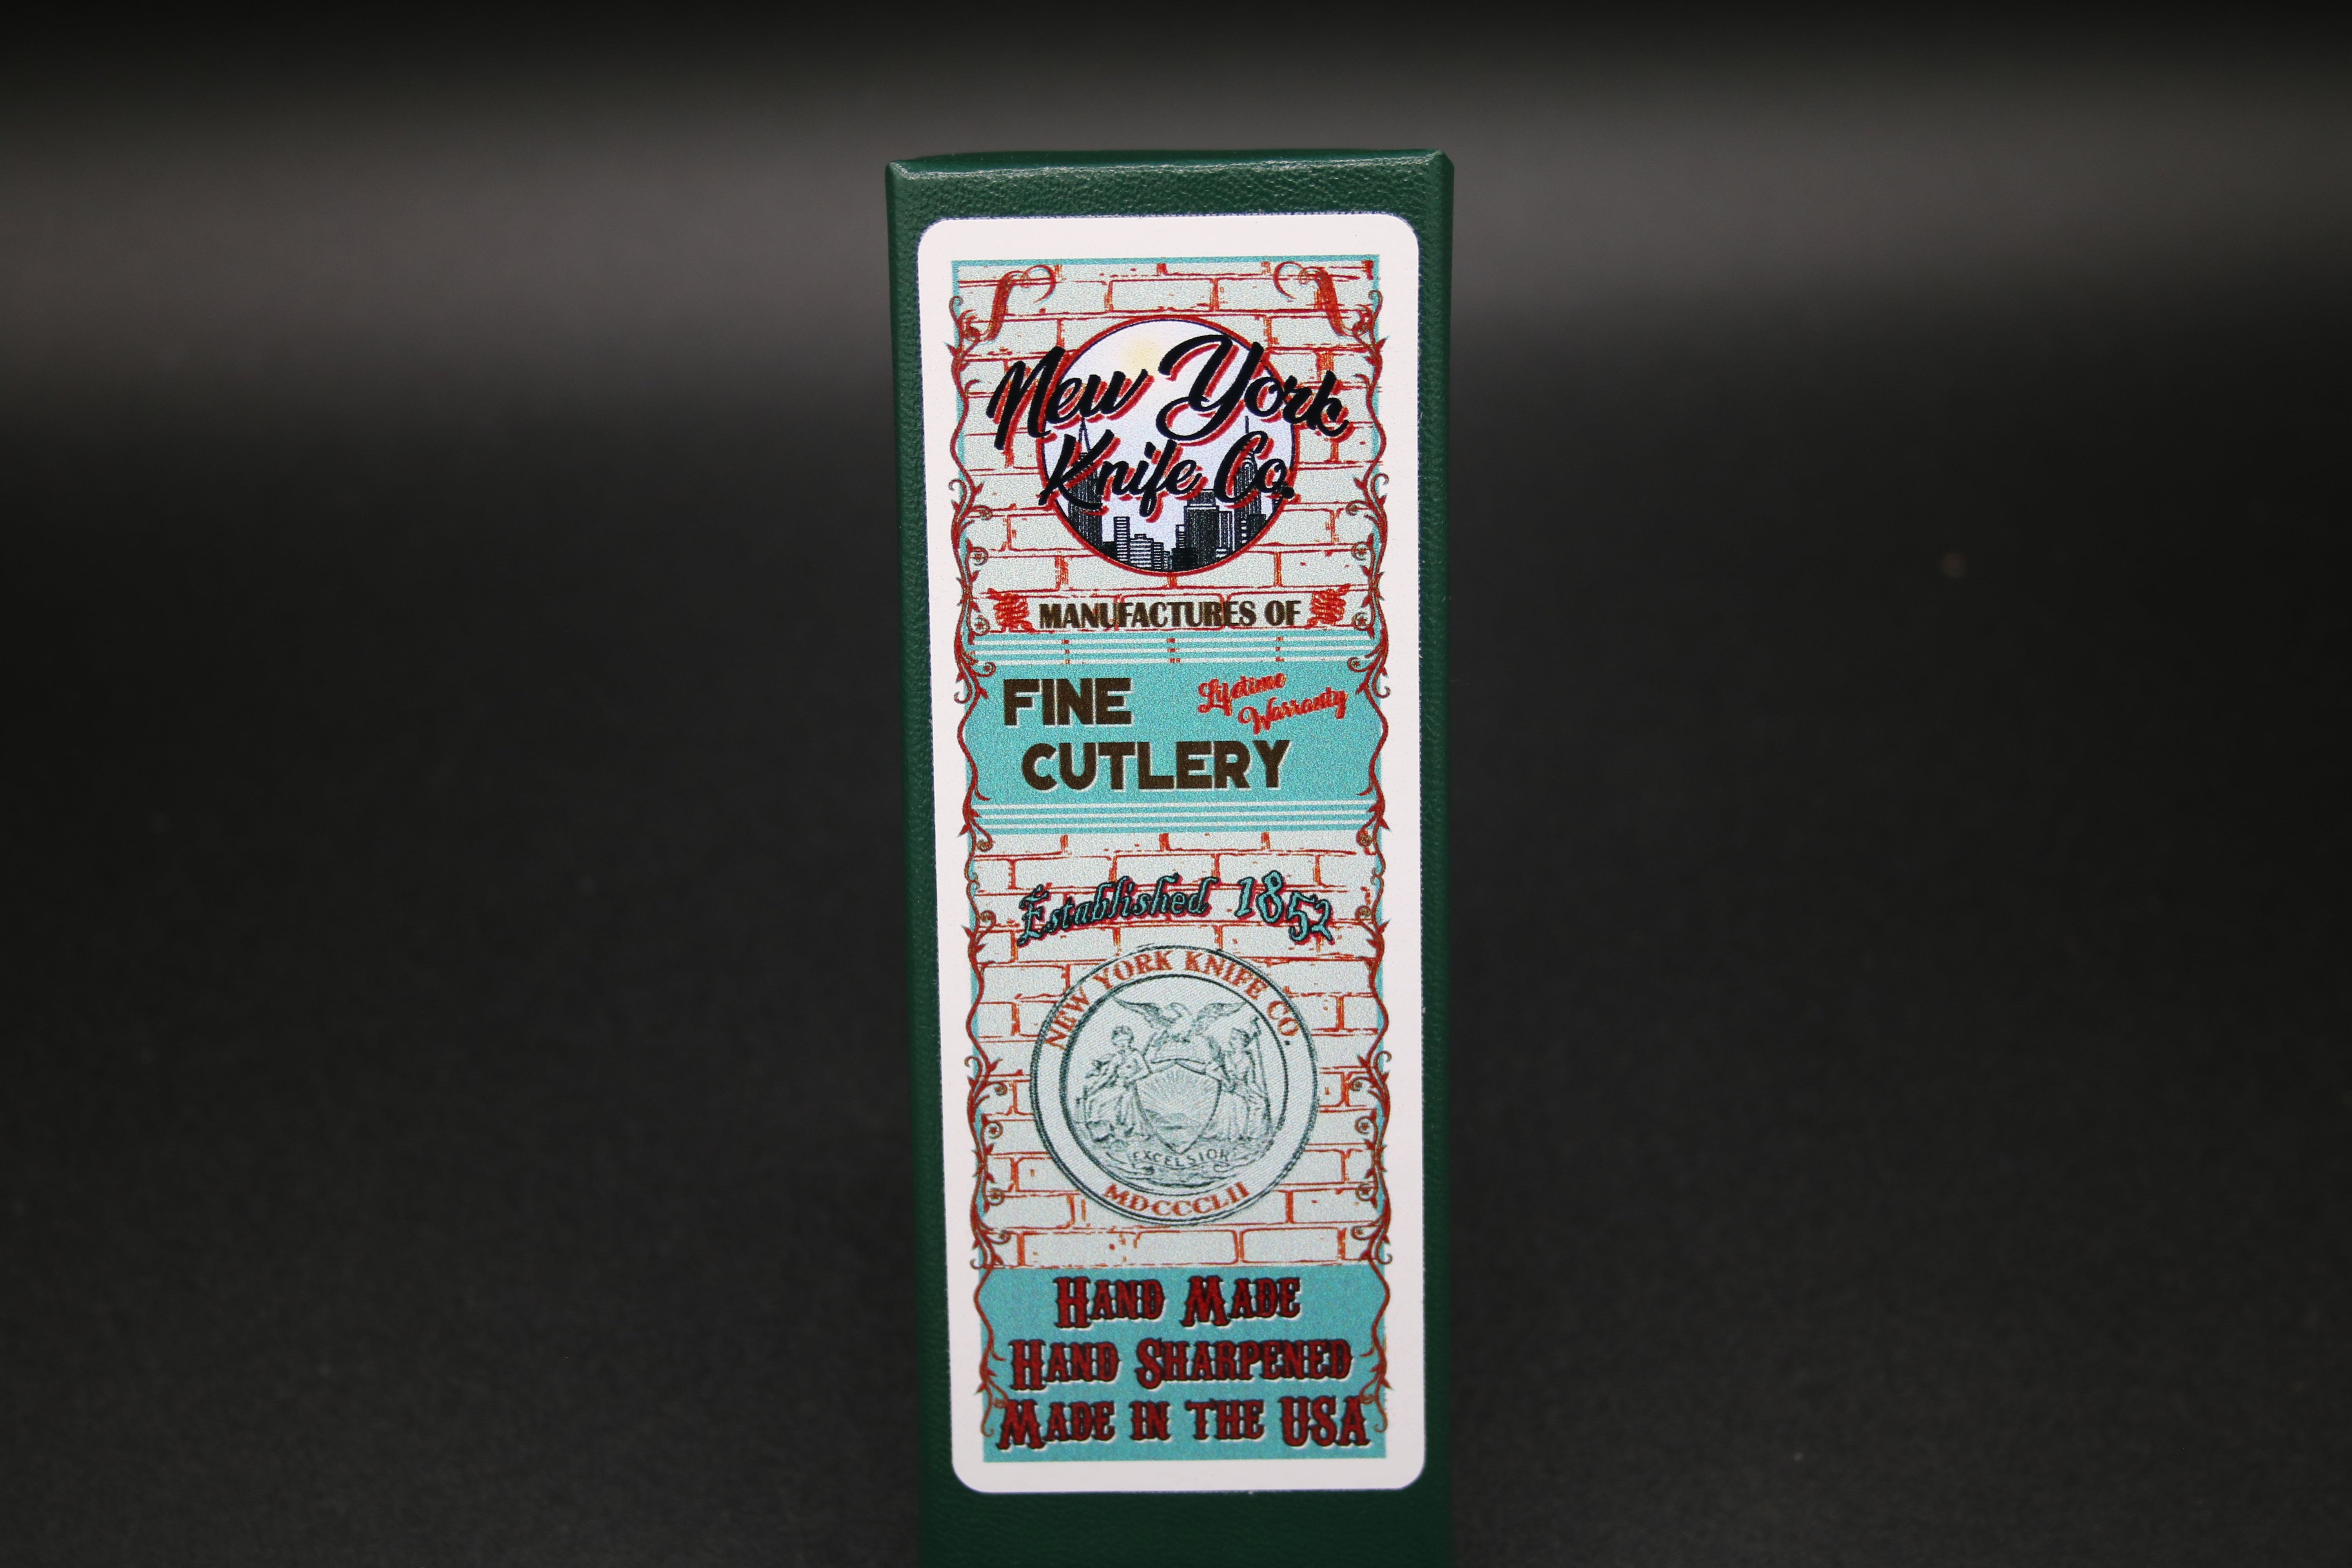 New York
Knife Co.
MANUFACTURES OF
FINE
Lifetime
Warranty
CUTLERY
Established 1852
NEW YORK KNIFE CO.
EXCELSIOR
MDCCCLII
HAND MADE
HAND SHARPENED
MADE IN THE USA